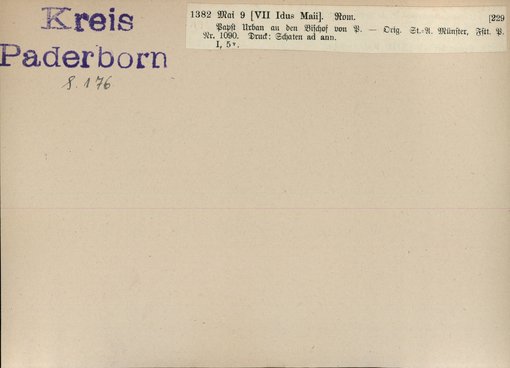 Kreis
Paderborn
S. 176
1382 Mai 9 [VII Idus Maii]. Rom. [229
Papst Urban an den Bischof von P. — Orig. St.-A. Münster, Fstt. P.
Nr. 1090. Druck: Schaten ad ann.
I, 5v.